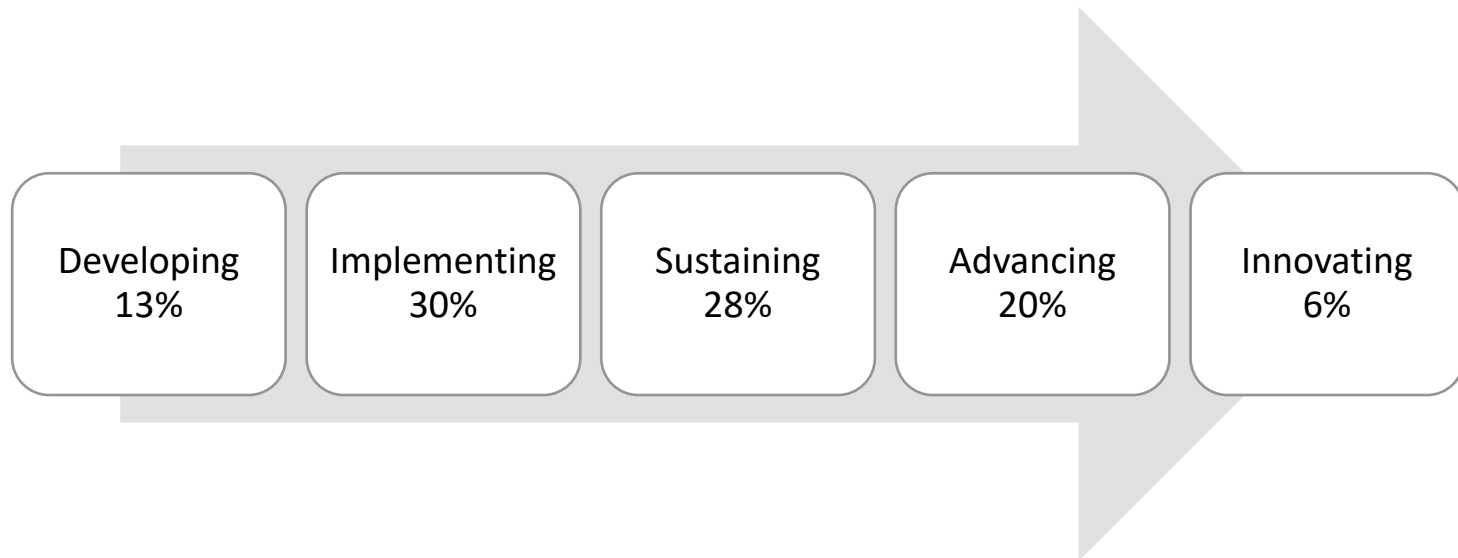 Developing
13%
Implementing
30%
Sustaining
28%
Advancing
20%
Innovating
6%